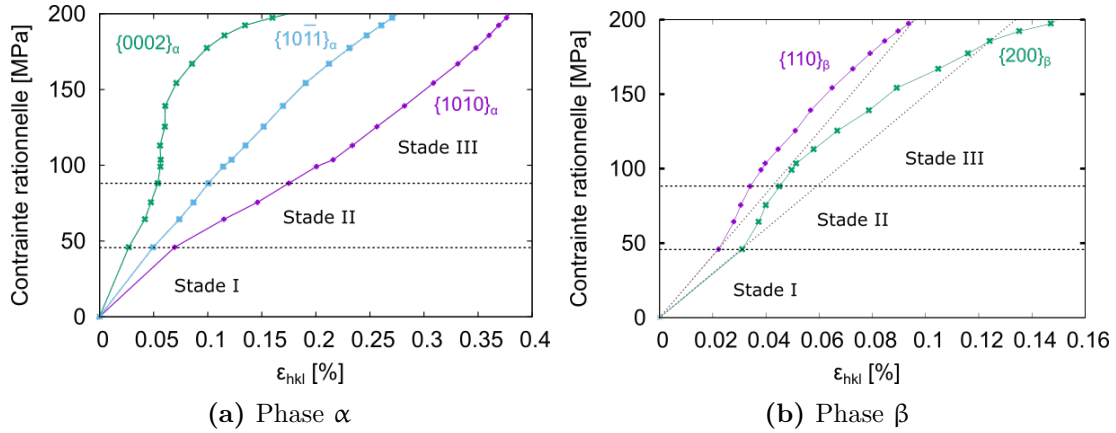 Contrainte rationnelle [MPa]
200
150
100
50
0
{0002}α
{101̅1}α
{101̅0}α
Stade III
Stade II
Stade I
0 0.05 0.1 0.15 0.2 0.25 0.3 0.35 0.4
εhkl [%]
(a) Phase α
Contrainte rationnelle [MPa]
200
150
100
50
0
{110}β
{200}β
Stade III
Stade II
Stade I
0 0.02 0.04 0.06 0.08 0.1 0.12 0.14 0.16
εhkl [%]
(b) Phase β